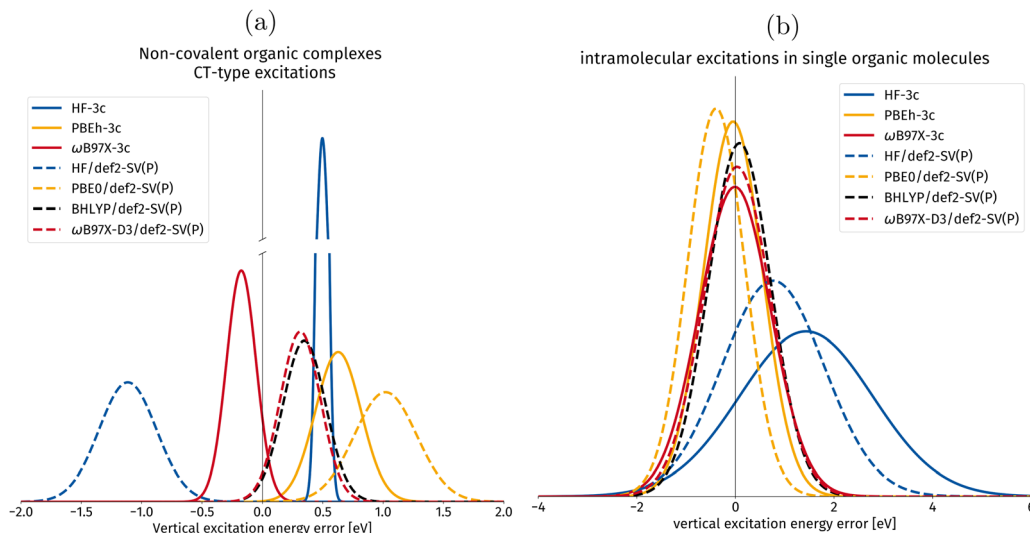 (a)
Non-covalent organic complexes
CT-type excitations
HF-3c
PBEh-3c
ωB97X-3c
HF/def2-SV(P)
PBE0/def2-SV(P)
BHLYP/def2-SV(P)
ωB97X-D3/def2-SV(P)
−2.0 −1.5 −1.0 −0.5 0.0 0.5 1.0 1.5 2.0
Vertical excitation energy error [eV]
(b)
intramolecular excitations in single organic molecules
HF-3c
PBEh-3c
ωB97X-3c
HF/def2-SV(P)
PBE0/def2-SV(P)
BHLYP/def2-SV(P)
ωB97X-D3/def2-SV(P)
−4 −2 0 2 4 6
vertical excitation energy error [eV]